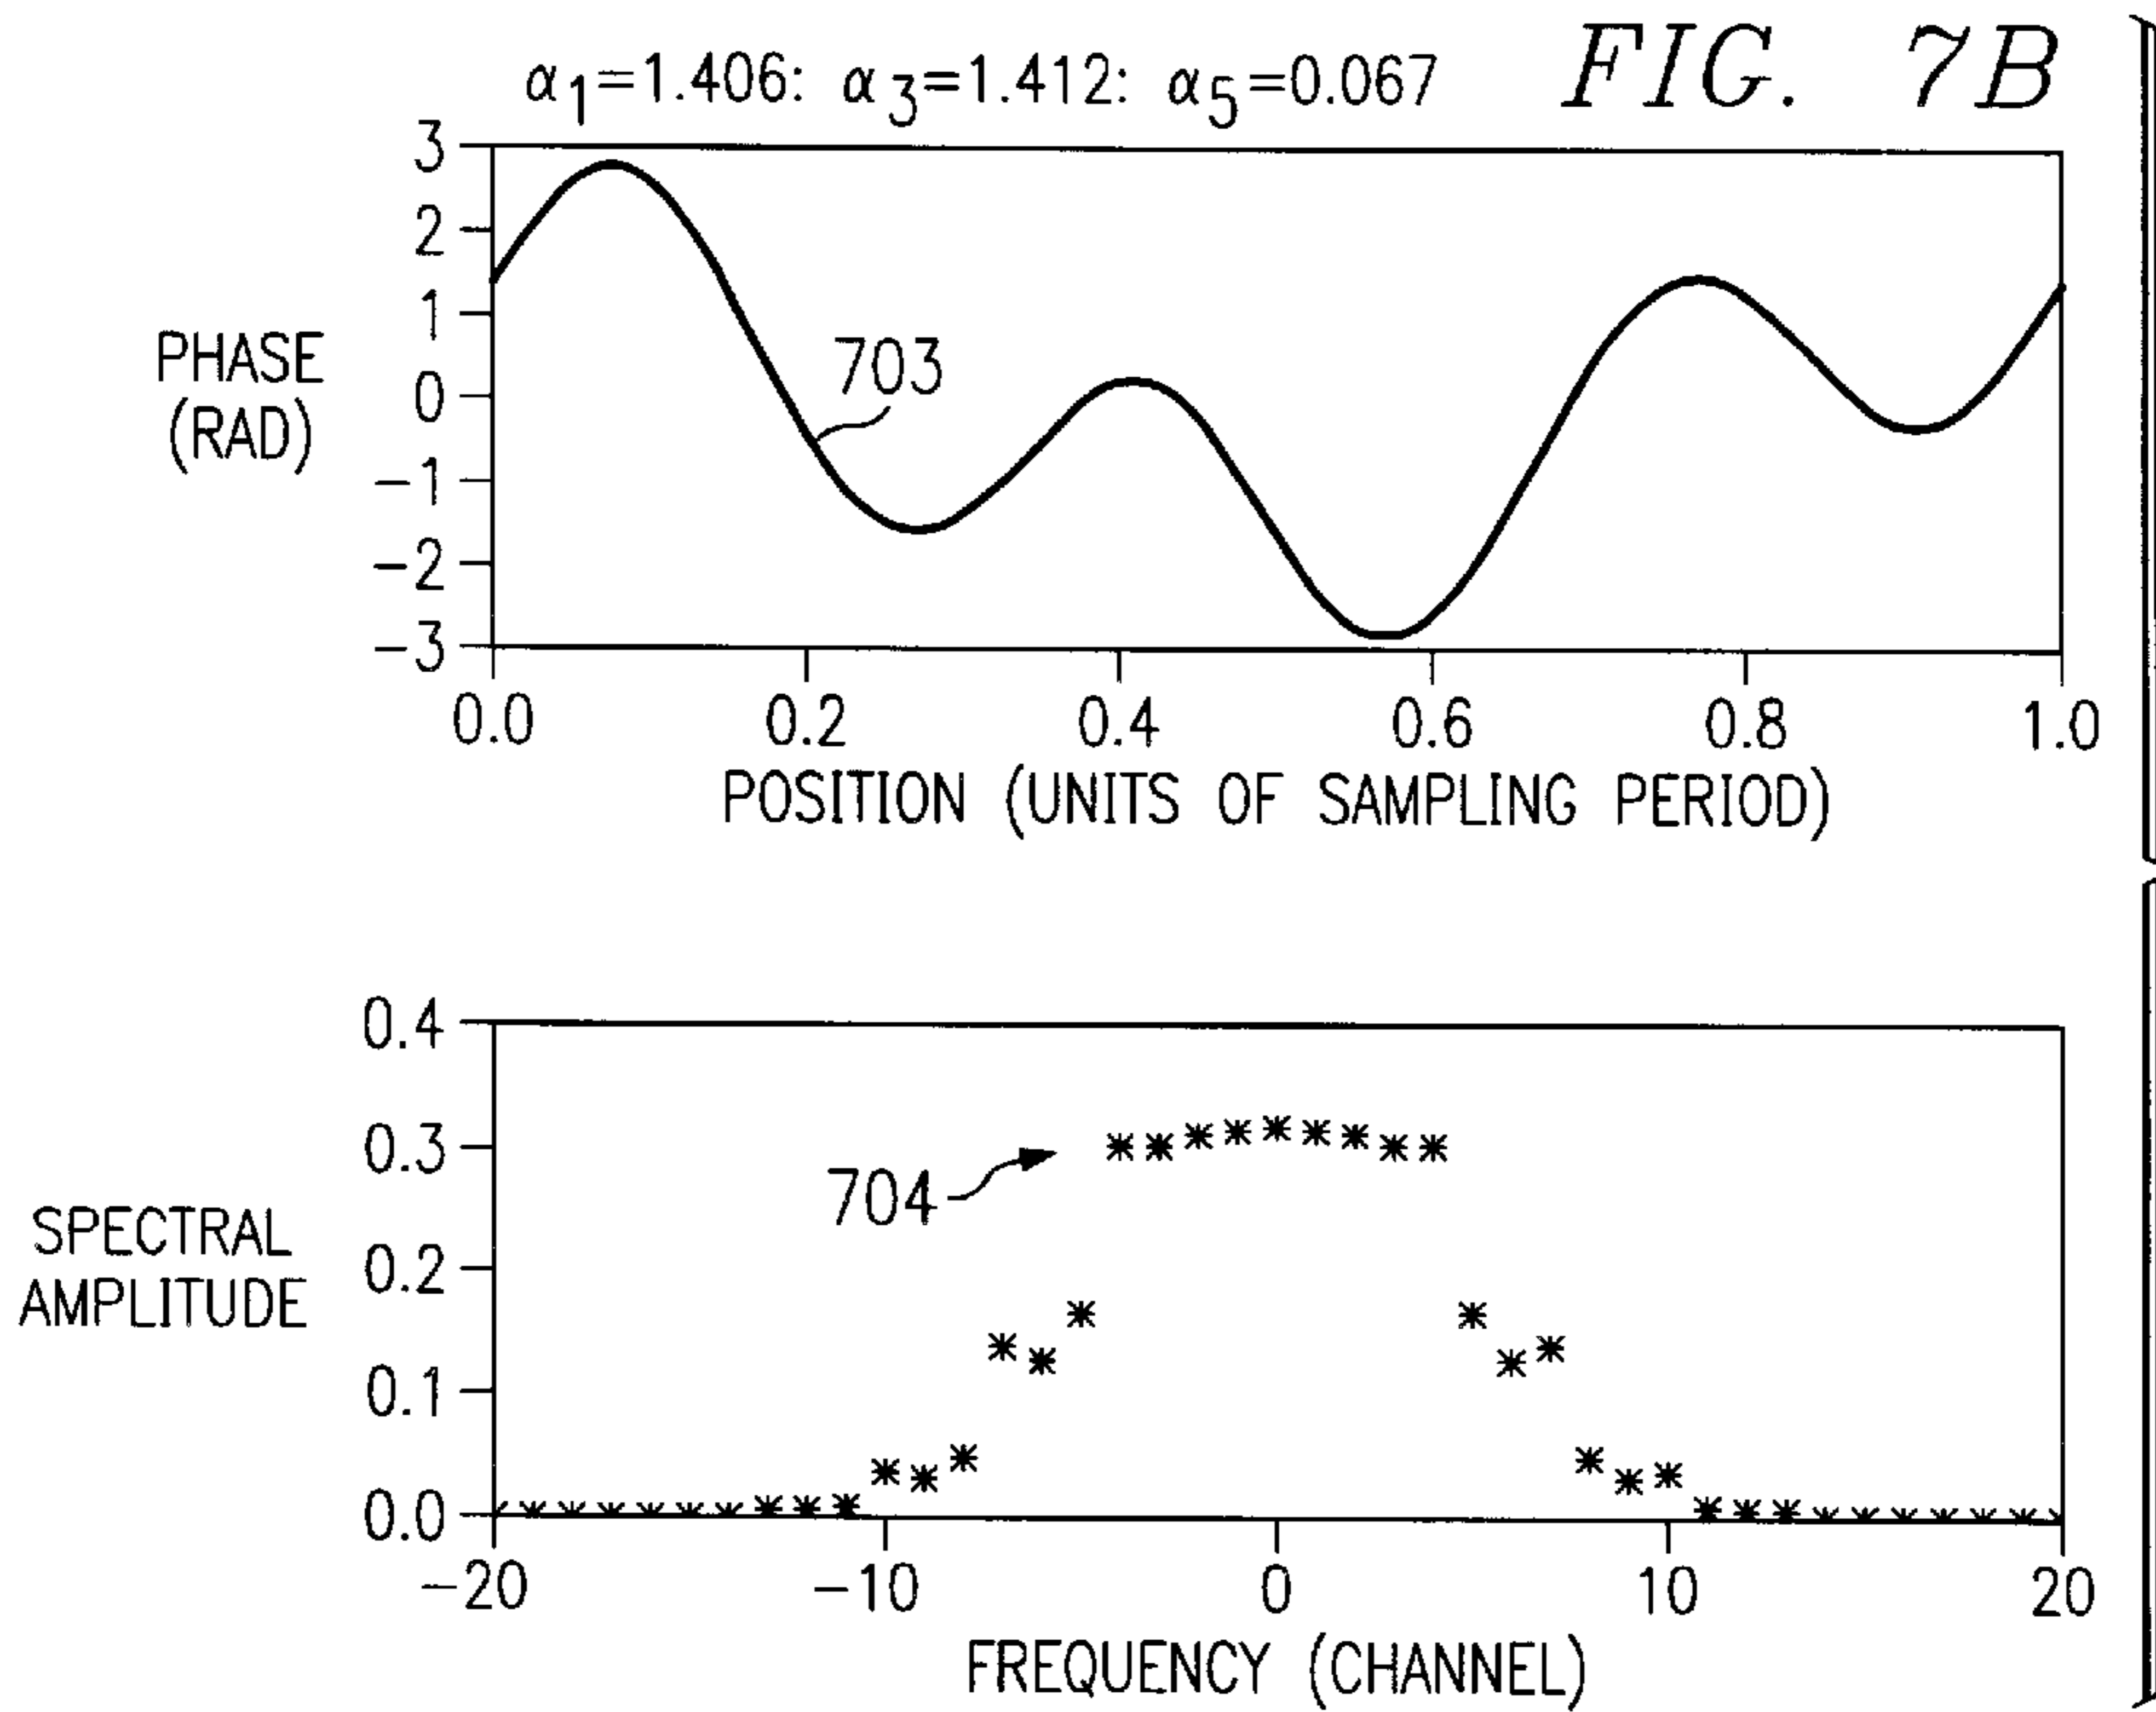 FIG. 7B
α1=1.406: α3=1.412: α5=0.067
3
2
1
0
-1
-2
-3
PHASE
(RAD)
703
0.0 0.2 0.4 0.6 0.8 1.0
POSITION (UNITS OF SAMPLING PERIOD)
0.4
0.3
0.2
0.1
0.0
SPECTRAL
AMPLITUDE
704
-20 -10 0 10 20
FREQUENCY (CHANNEL)